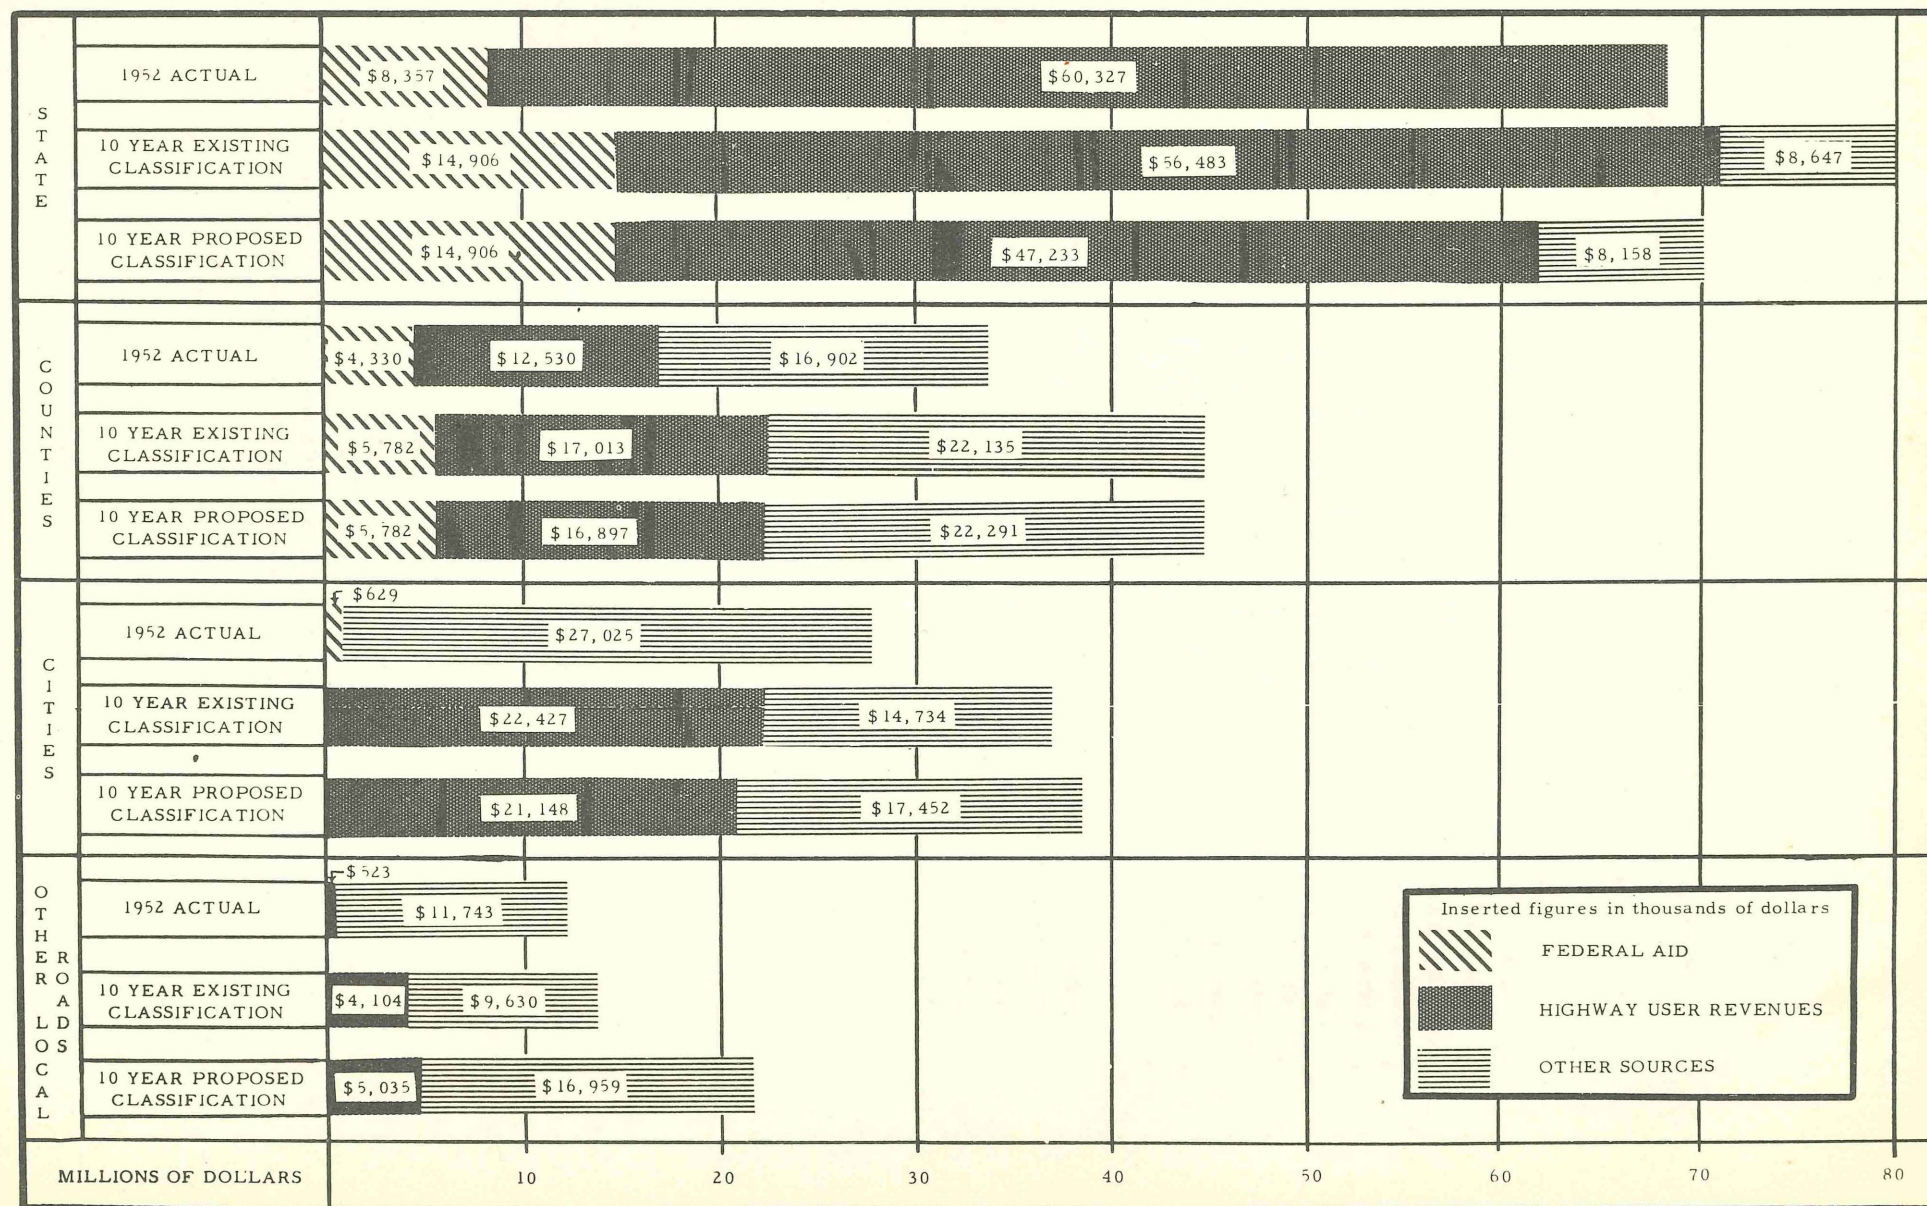 STATE
1952 ACTUAL
$8,357
$60,327
10 YEAR EXISTING
CLASSIFICATION
$14,906
$56,483
$8,647
10 YEAR PROPOSED
CLASSIFICATION
$14,906
$47,233
$8,158
COUNTIES
1952 ACTUAL
$4,330
$12,530
$16,902
10 YEAR EXISTING
CLASSIFICATION
$5,782
$17,013
$22,135
10 YEAR PROPOSED
CLASSIFICATION
$5,782
$16,897
$22,291
CITIES
1952 ACTUAL
$629
$27,025
10 YEAR EXISTING
CLASSIFICATION
$22,427
$14,734
10 YEAR PROPOSED
CLASSIFICATION
$21,148
$17,452
OTHER LOCAL
ROADS
1952 ACTUAL
$523
$11,743
10 YEAR EXISTING
CLASSIFICATION
$4,104
$9,630
10 YEAR PROPOSED
CLASSIFICATION
$5,035
$16,959
Inserted figures in thousands of dollars
FEDERAL AID
HIGHWAY USER REVENUES
OTHER SOURCES
MILLIONS OF DOLLARS 10 20 30 40 50 60 70 80